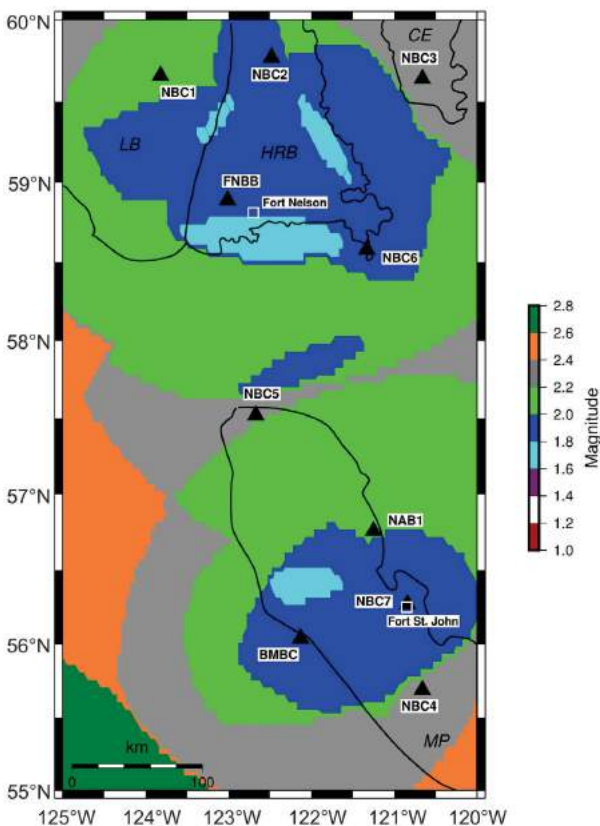 60°N
CE
NBC2
NBC3
NBC1
LB
HRB
59°N
FNBB
Fort Nelson
NBC6
58°N
NBC5
57°N
NAB1
NBC7
Fort St. John
56°N
BMBC
NBC4
MP
km
0
100
55°N
125°W
124°W
123°W
122°W
121°W
120°W
2.8
2.6
2.4
2.2
2.0
1.8
1.6
1.4
1.2
1.0
Magnitude